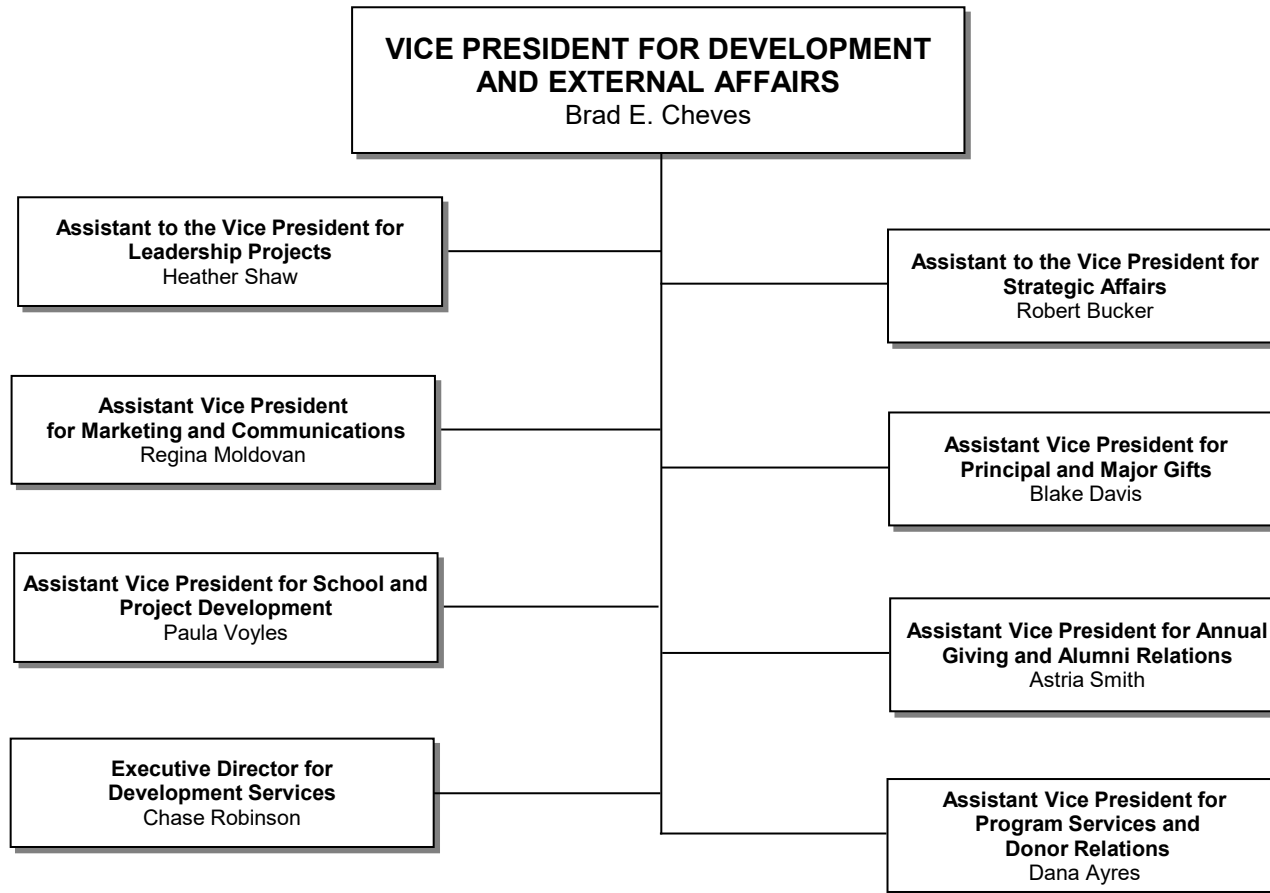 VICE PRESIDENT FOR DEVELOPMENT
AND EXTERNAL AFFAIRS
Brad E. Cheves
Assistant to the Vice President for
Leadership Projects
Heather Shaw
Assistant to the Vice President for
Strategic Affairs
Robert Bucker
Assistant Vice President
for Marketing and Communications
Regina Moldovan
Assistant Vice President for
Principal and Major Gifts
Blake Davis
Assistant Vice President for School and
Project Development
Paula Voyles
Assistant Vice President for Annual
Giving and Alumni Relations
Astria Smith
Executive Director for
Development Services
Chase Robinson
Assistant Vice President for
Program Services and
Donor Relations
Dana Ayres